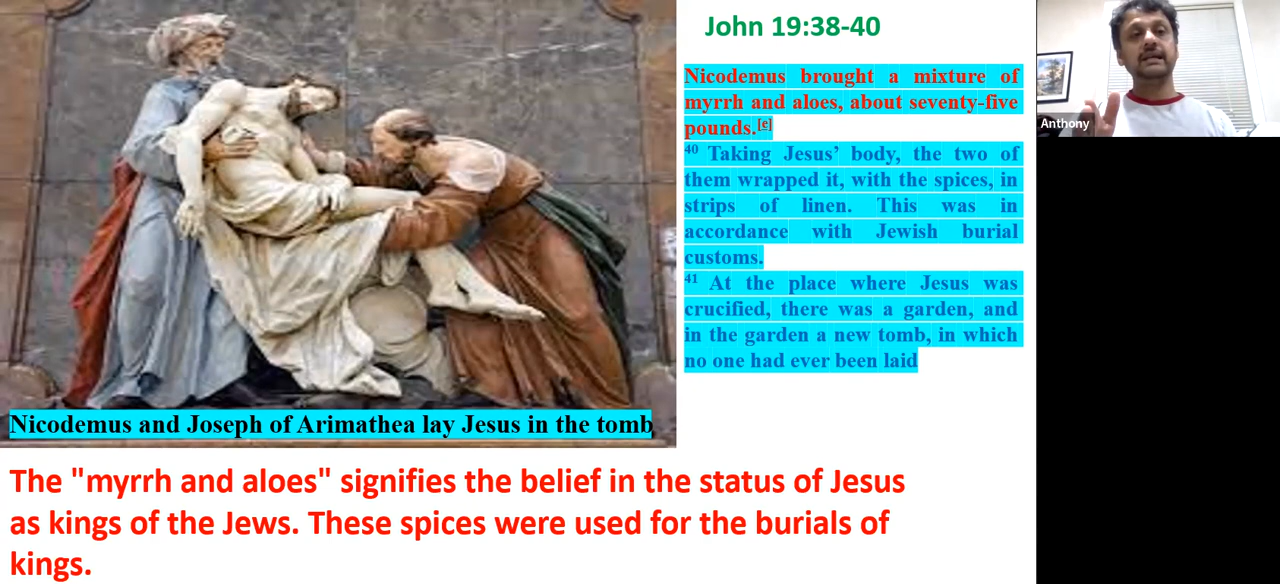 John 19:38-40
Nicodemus brought a mixture of
myrrh and aloes, about seventy-five
pounds.[e]
40 Taking Jesus’ body, the two of
them wrapped it, with the spices, in
strips of linen. This was in
accordance with Jewish burial
customs.
41 At the place where Jesus was
crucified, there was a garden, and
in the garden a new tomb, in which
no one had ever been laid
Anthony
Nicodemus and Joseph of Arimathea lay Jesus in the tomb
The "myrrh and aloes" signifies the belief in the status of Jesus
as kings of the Jews. These spices were used for the burials of
kings.